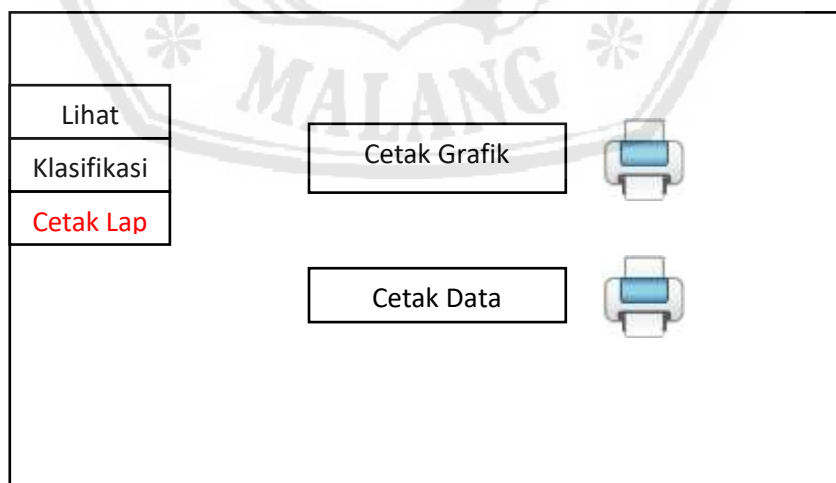 MALANG
Lihat
Klasifikasi
Cetak Lap
Cetak Grafik
Cetak Data